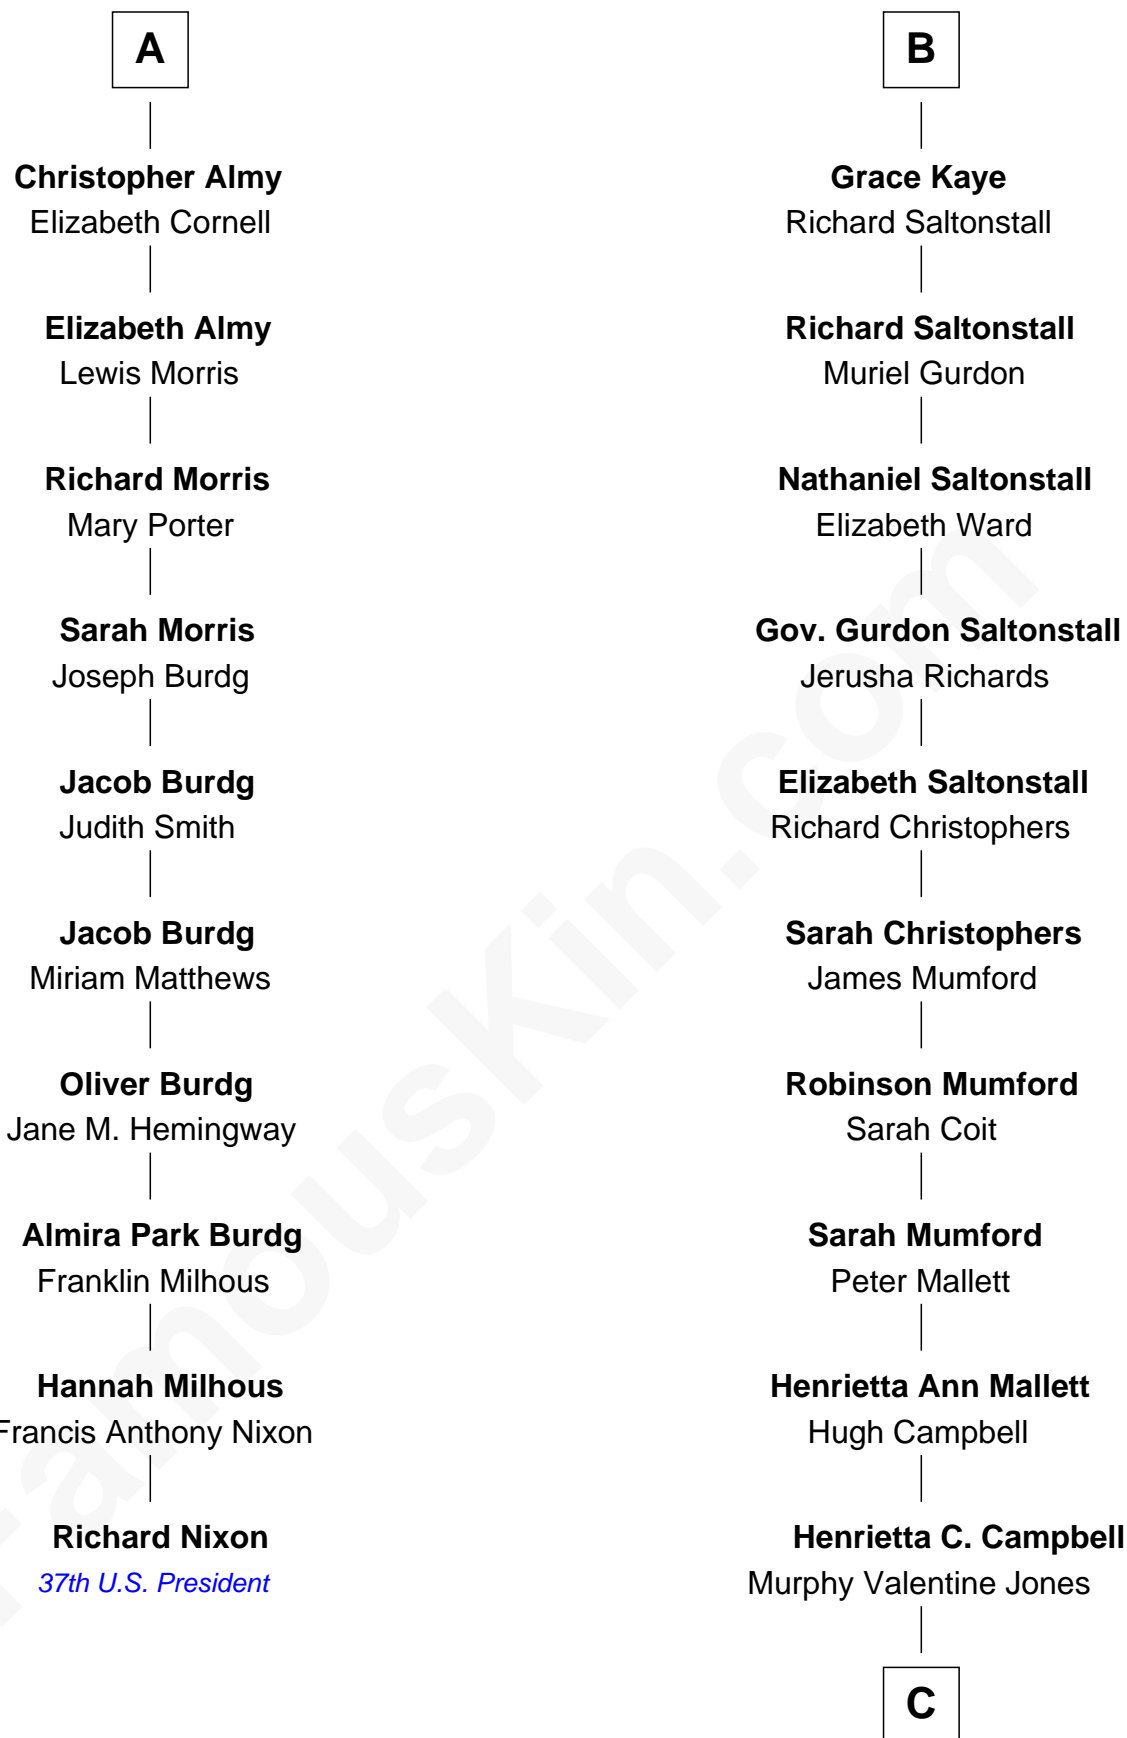 A
Christopher Almy
Elizabeth Cornell
Elizabeth Almy
Lewis Morris
Richard Morris
Mary Porter
Sarah Morris
Joseph Burdg
Jacob Burdg
Judith Smith
Jacob Burdg
Miriam Matthews
Oliver Burdg
Jane M. Hemingway
Almira Park Burdg
Franklin Milhous
Hannah Milhous
Francis Anthony Nixon
Richard Nixon
37th U.S. President
B
Grace Kaye
Richard Saltonstall
Richard Saltonstall
Muriel Gurdon
Nathaniel Saltonstall
Elizabeth Ward
Gov. Gurdon Saltonstall
Jerusha Richards
Elizabeth Saltonstall
Richard Christophers
Sarah Christophers
James Mumford
Robinson Mumford
Sarah Coit
Sarah Mumford
Peter Mallett
Henrietta Ann Mallett
Hugh Campbell
Henrietta C. Campbell
Murphy Valentine Jones
C
FamousKin.com